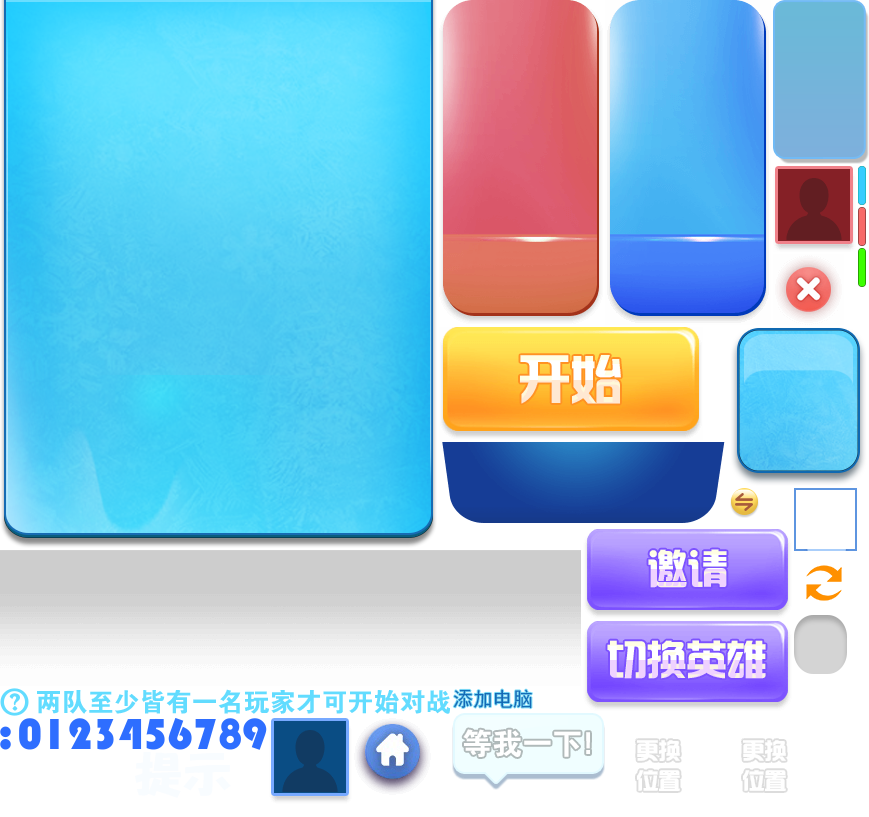 开始
邀请
切换英雄
? 两队至少皆有一名玩家才可开始对战
添加电脑
:0123456789
提示
等我一下!
更换
位置
更换
位置